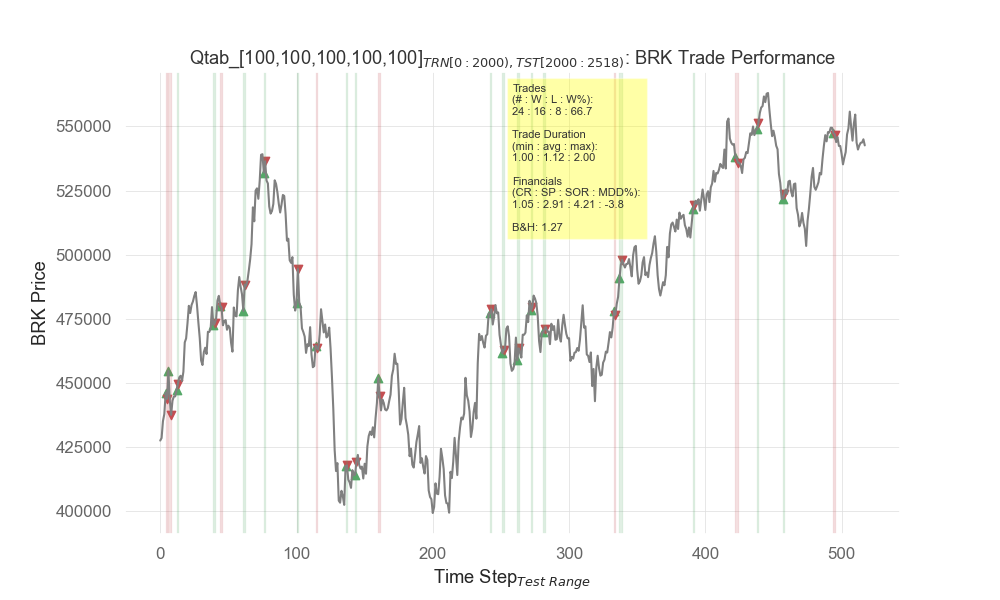 Qtab_[100,100,100,100,100]TRN[0:2000),TST[2000:2518): BRK Trade Performance
Trades
(# : W : L : W%):
24 : 16 : 8 : 66.7
Trade Duration
(min : avg : max):
1.00 : 1.12 : 2.00
Financials
(CR : SP : SOR : MDD%):
1.05 : 2.91 : 4.21 : -3.8
B&H: 1.27
BRK Price
550000
525000
500000
475000
450000
425000
400000
0 100 200 300 400 500
Time StepTest Range